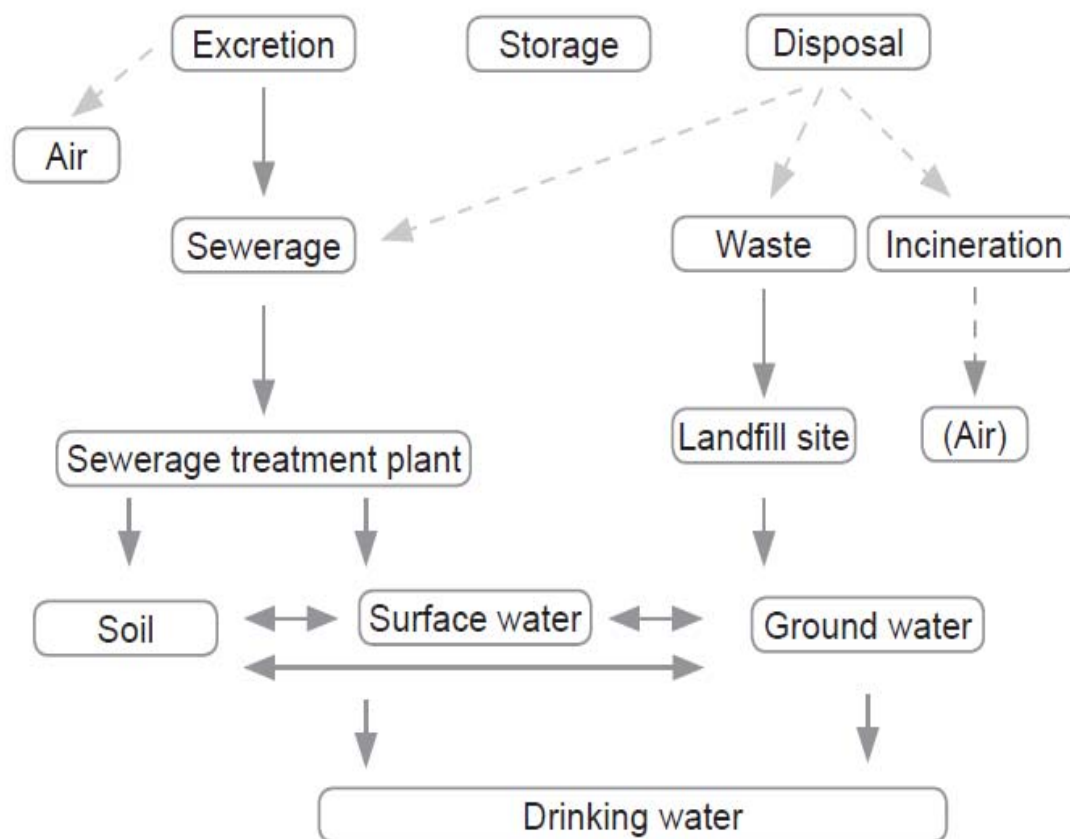 Excretion
Storage
Disposal
Air
Sewerage
Waste
Incineration
Sewerage treatment plant
Landfill site
(Air)
Soil
Surface water
Ground water
Drinking water